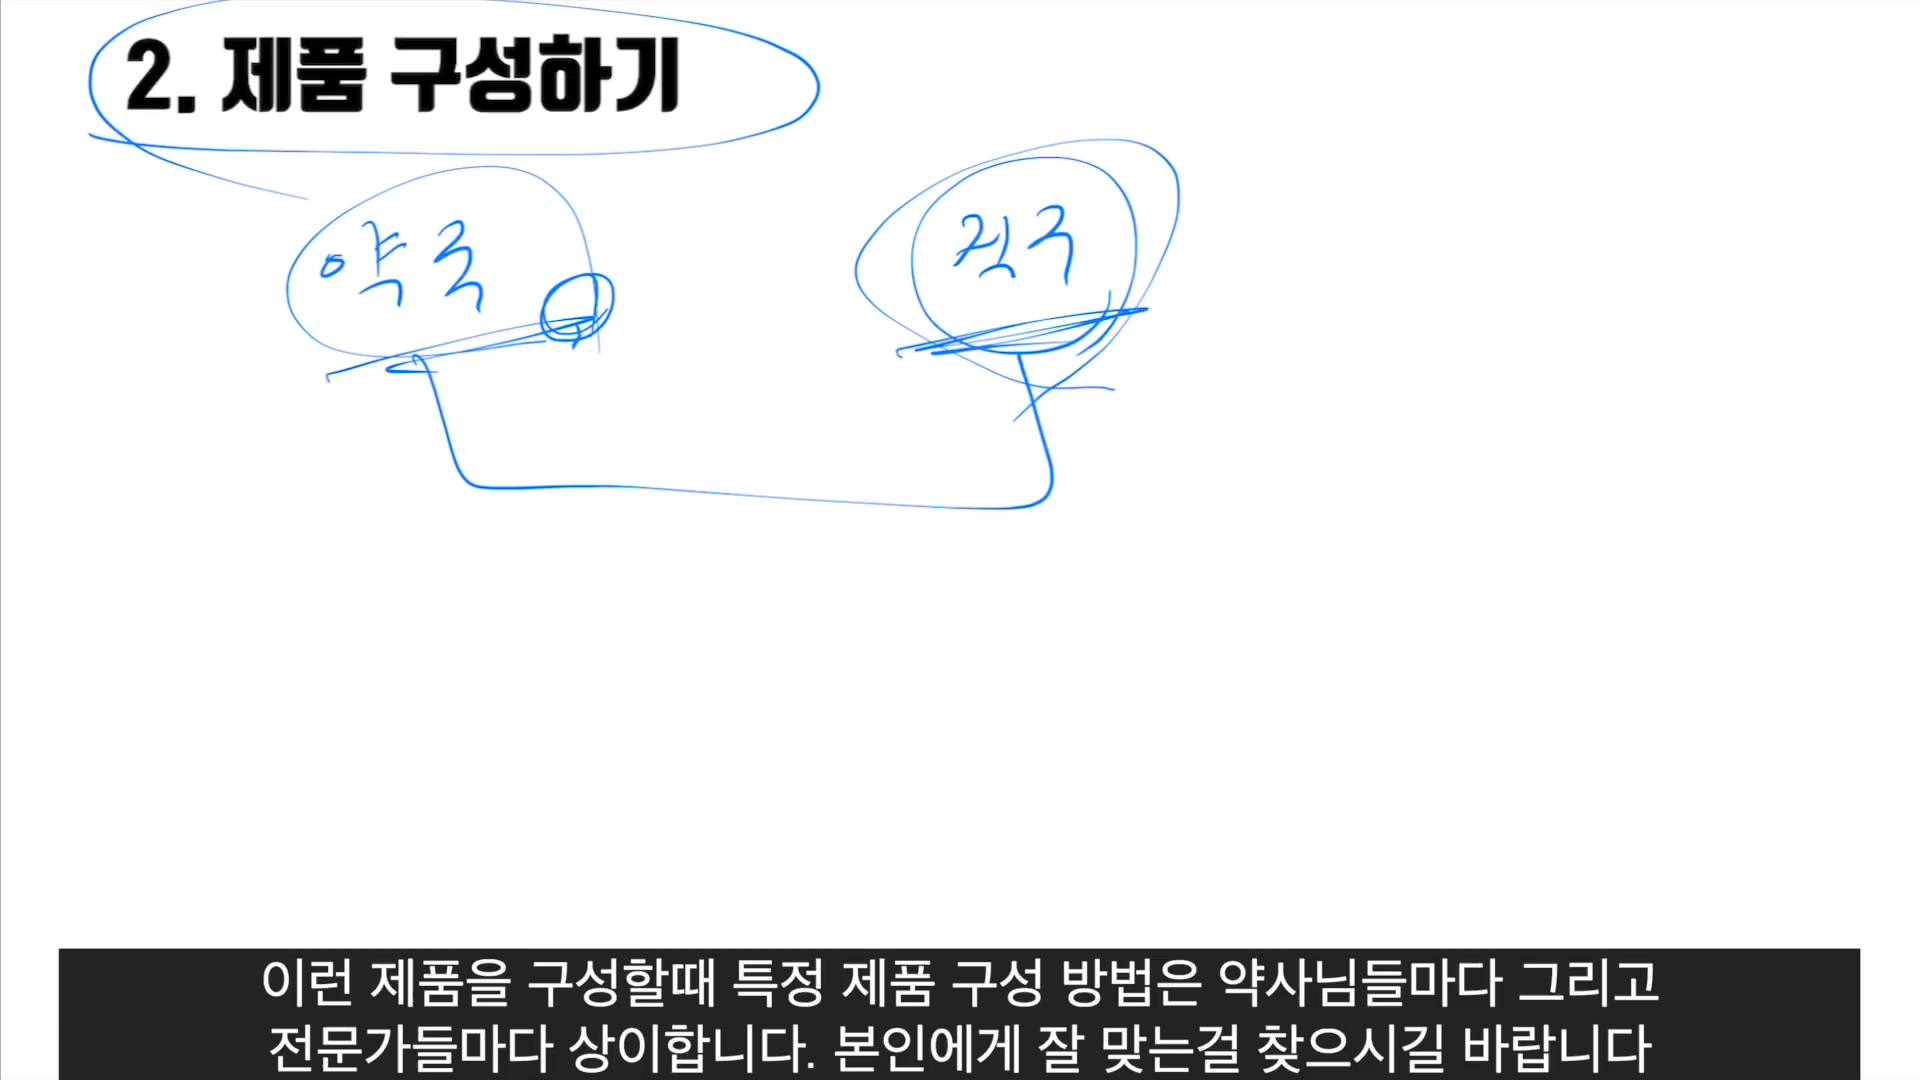 2. 제품 구성하기
약국 직구
이런 제품을 구성할때 특정 제품 구성 방법은 약사님들마다 그리고
전문가들마다 상이합니다. 본인에게 잘 맞는걸 찾으시길 바랍니다